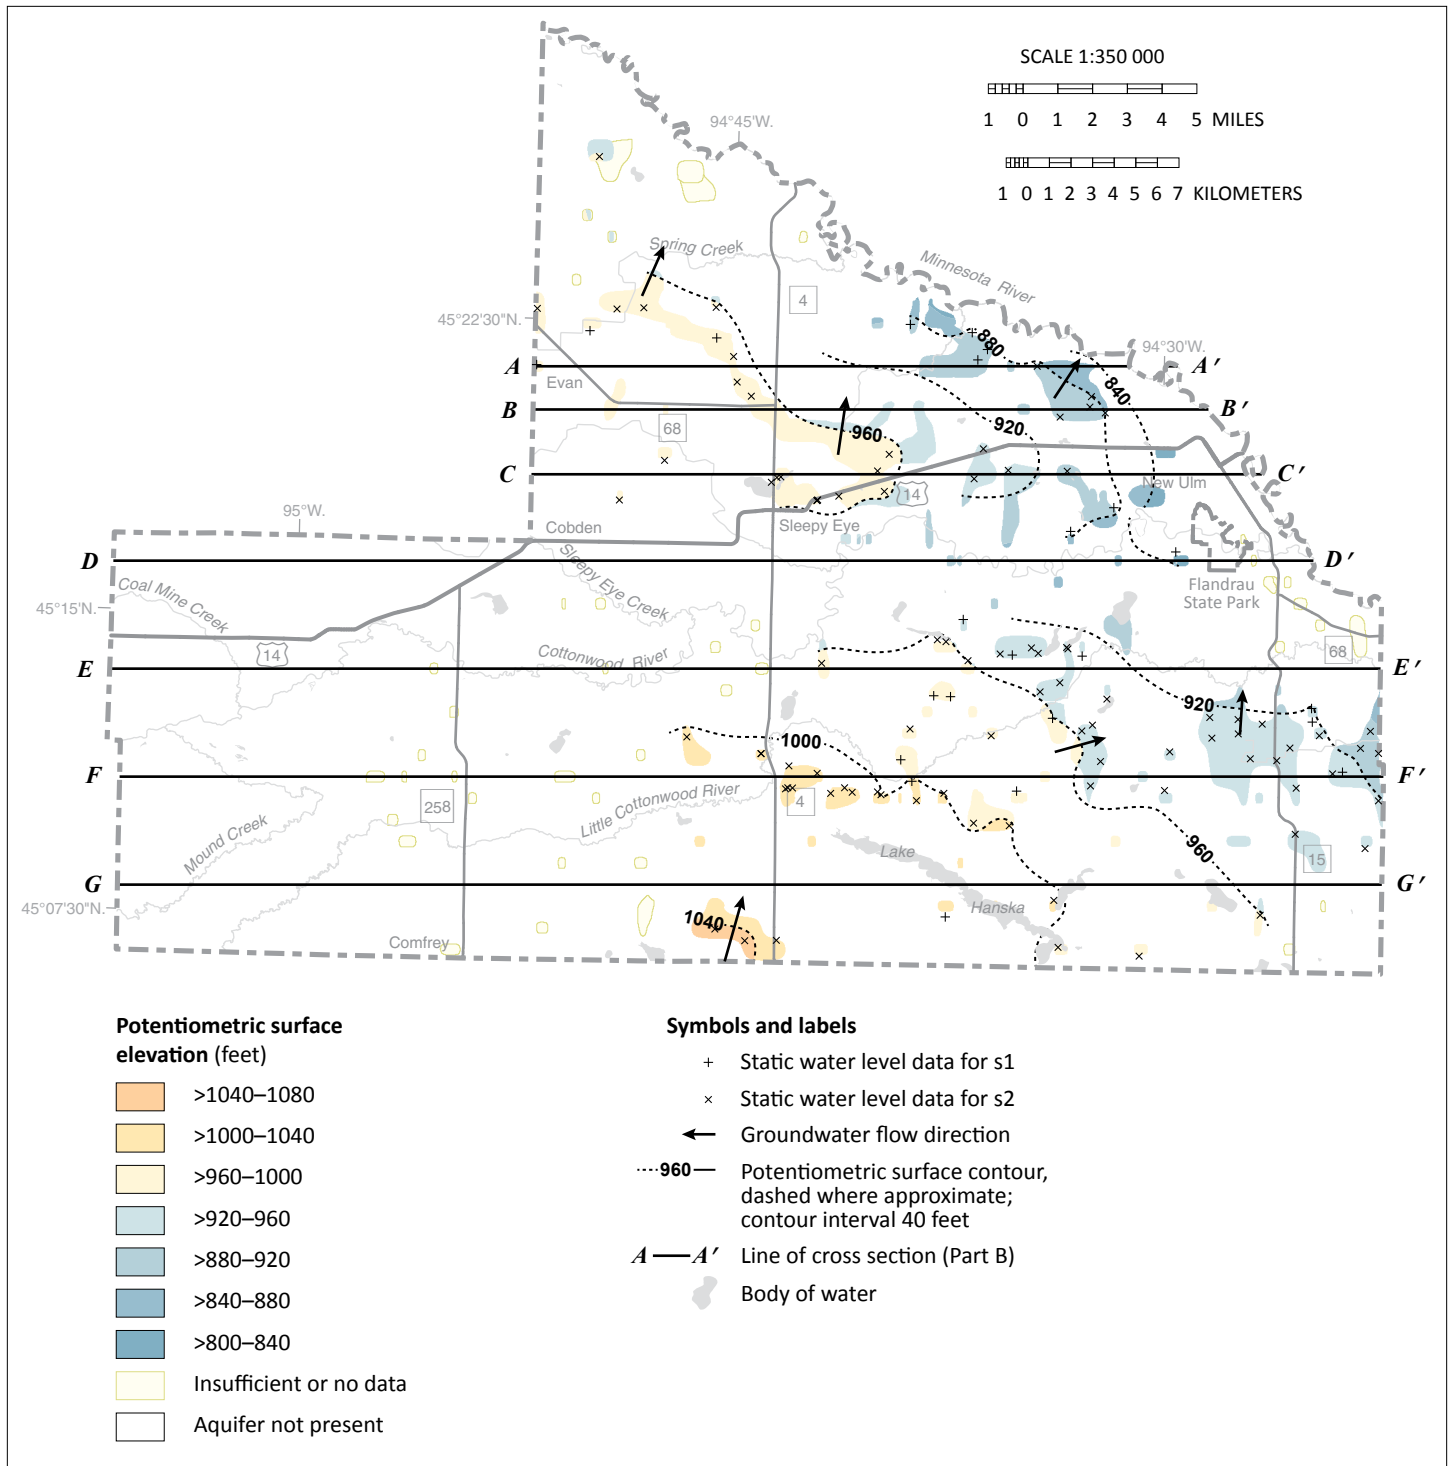 SCALE 1:350 000
1 0 1 2 3 4 5 MILES
1 0 1 2 3 4 5 6 7 KILOMETERS
94°45'W.
Spring Creek
Minnesota River
4
45°22'30"N.
880
94°30'W.
A A′
Evan
840
B B′
68
960
920
C C′
14
New Ulm
95°W.
Cobden
Sleepy Eye
D D′
Coal Mine Creek
Sleepy Eye Creek
Flandrau
State Park
45°15'N.
14
Cottonwood River
68
E E′
920
1000
F F′
258
4
Little Cottonwood River
Mound Creek
Lake
960
15
G G′
45°07'30"N.
Hanska
1040
Comfrey
Potentiometric surface
elevation (feet)
>1040–1080
>1000–1040
>960–1000
>920–960
>880–920
>840–880
>800–840
Insufficient or no data
Aquifer not present
Symbols and labels
+ Static water level data for s1
× Static water level data for s2
Groundwater flow direction
960 Potentiometric surface contour,
dashed where approximate;
contour interval 40 feet
A A′ Line of cross section (Part B)
Body of water